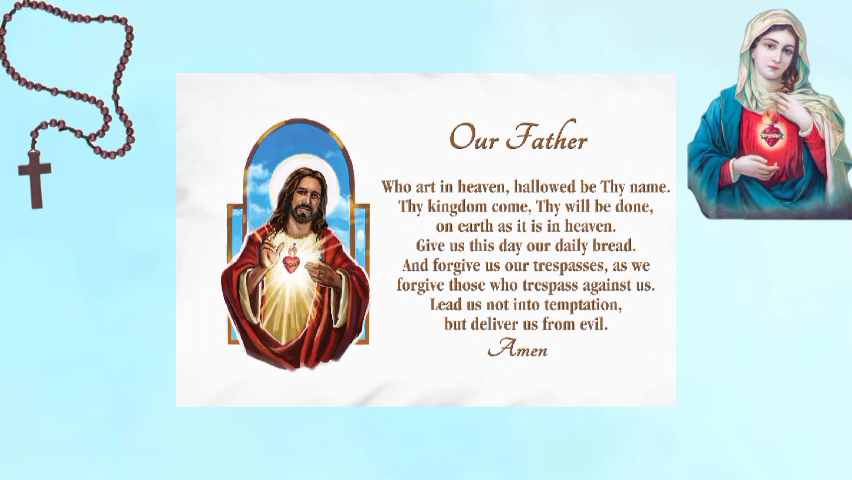 Our Father
Who art in heaven, hallowed be Thy name.
Thy kingdom come, Thy will be done,
on earth as it is in heaven.
Give us this day our daily bread.
And forgive us our trespasses, as we
forgive those who trespass against us.
Lead us not into temptation,
but deliver us from evil.
Amen